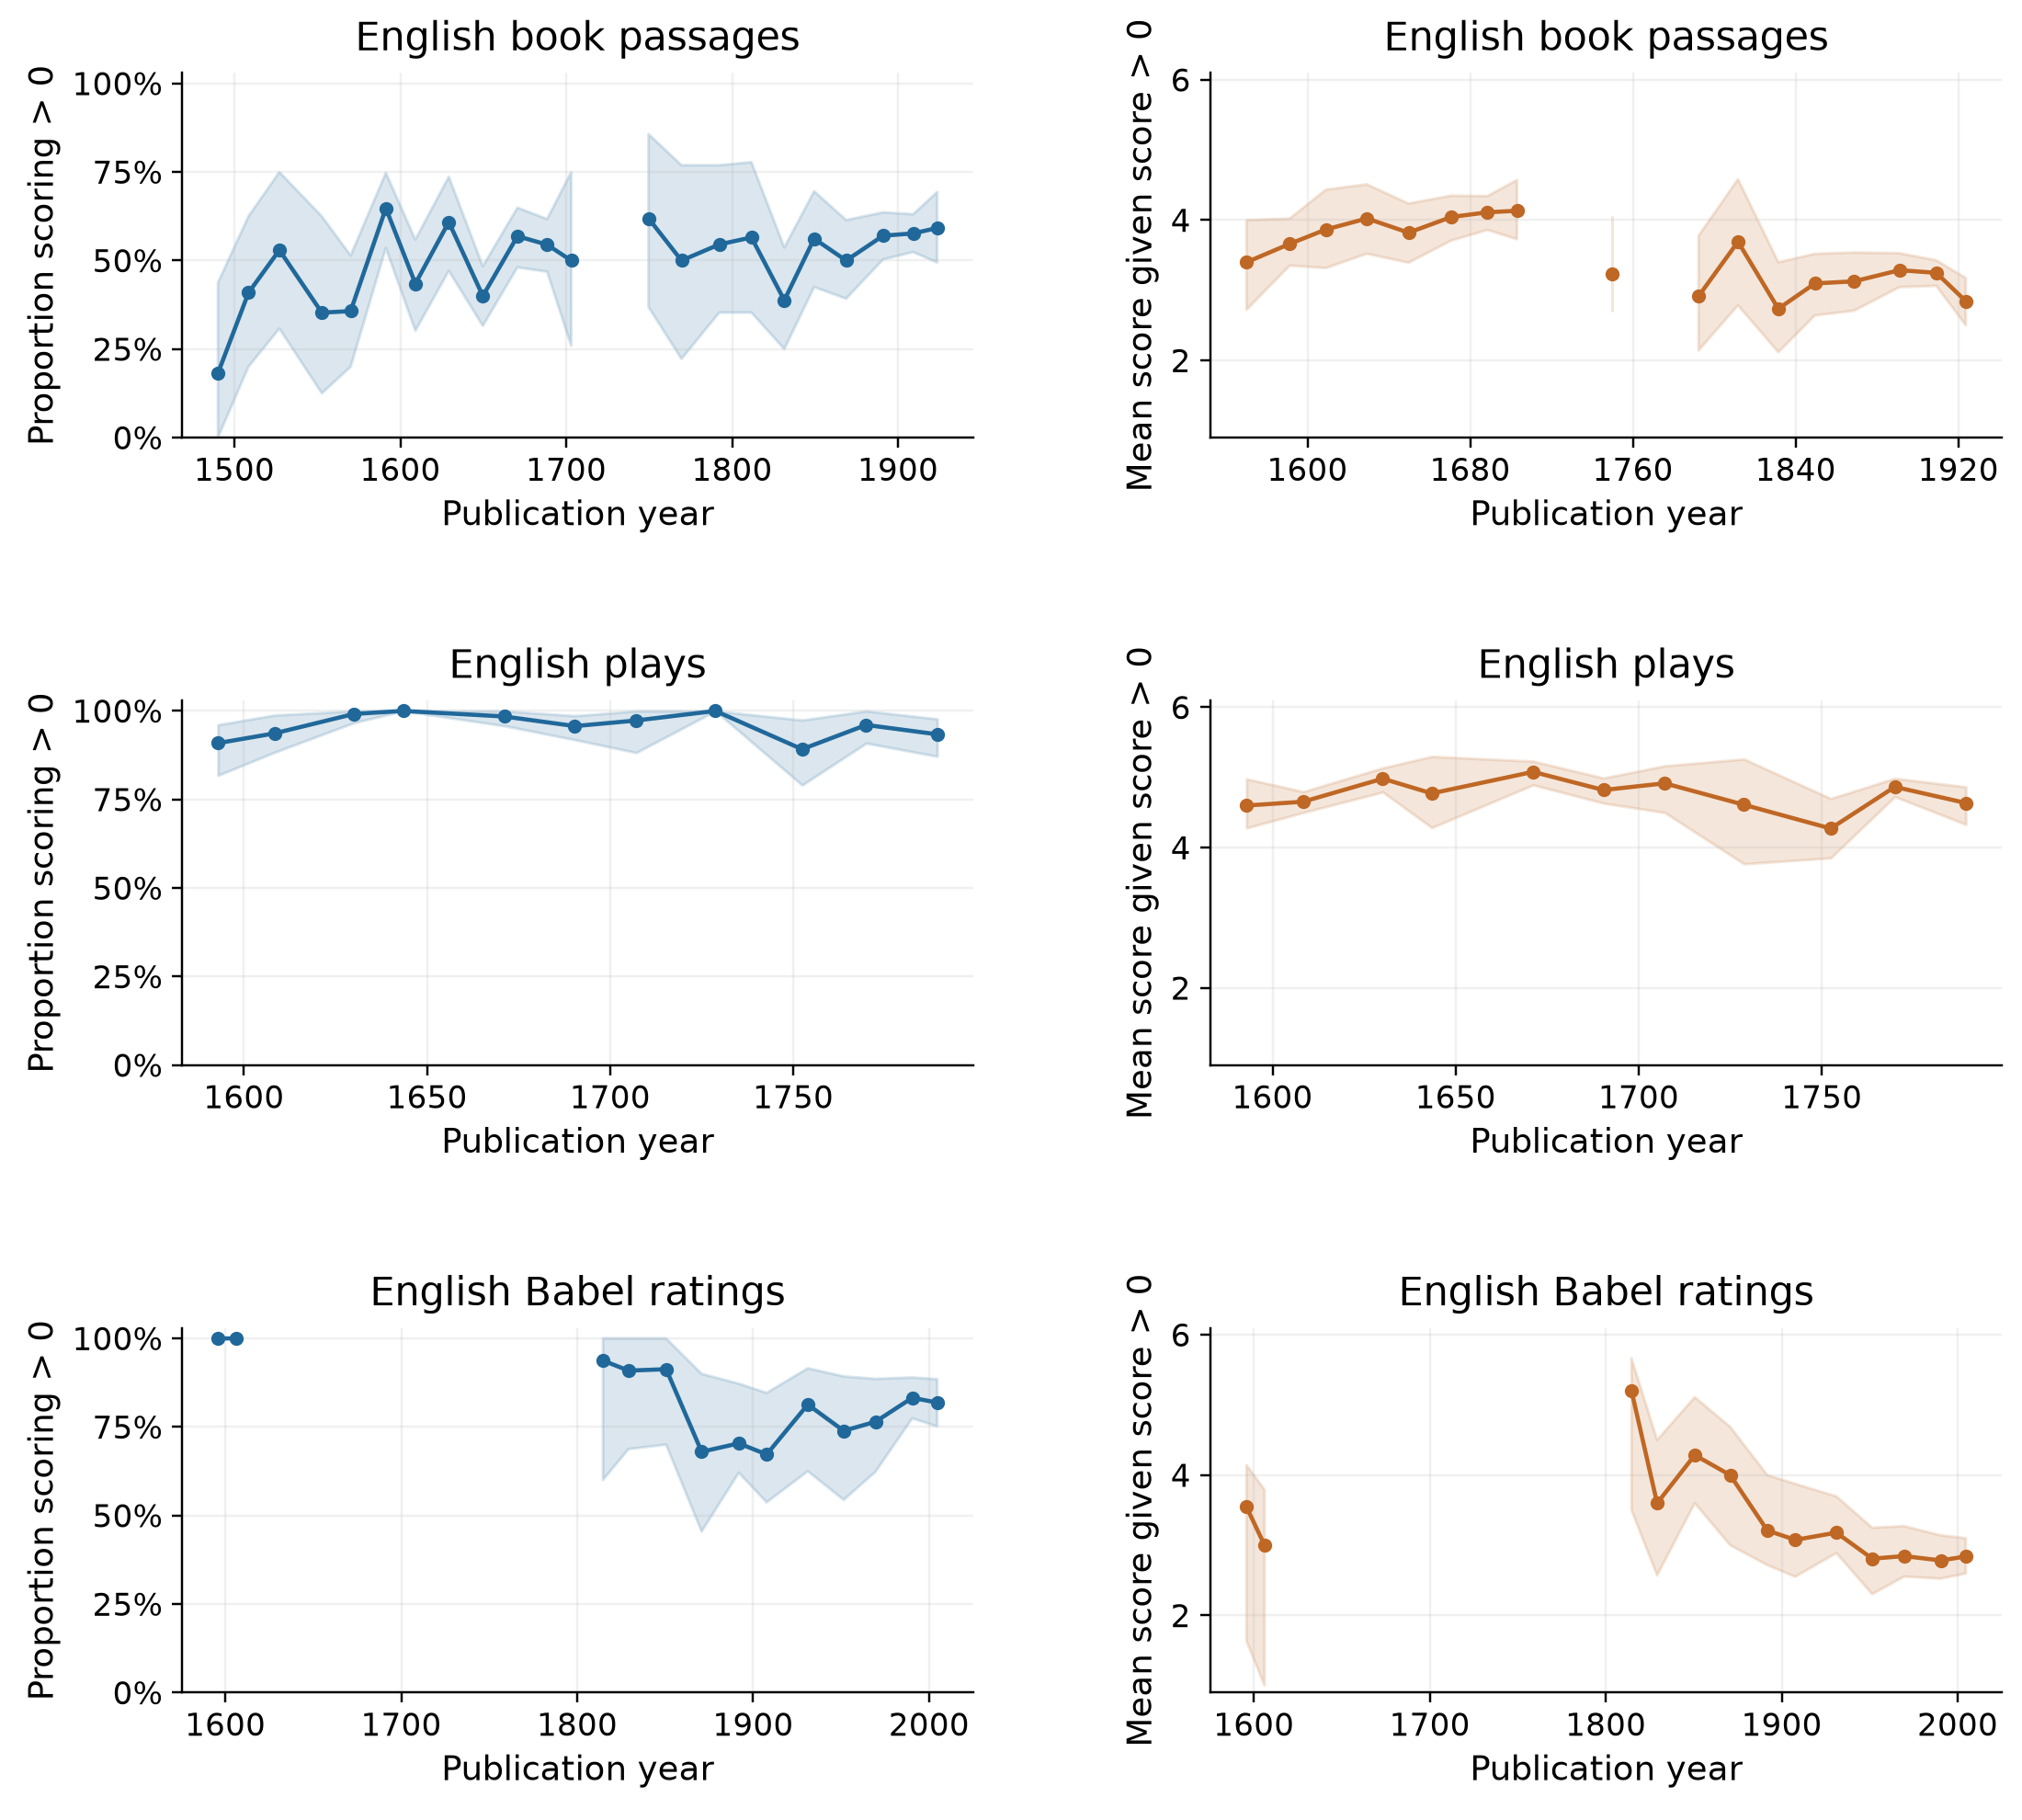 English book passages
Proportion scoring > 0
100%
75%
50%
25%
0%
1500 1600 1700 1800 1900
Publication year
English book passages
Mean score given score > 0
6
4
2
1600 1680 1760 1840 1920
Publication year
English plays
Proportion scoring > 0
100%
75%
50%
25%
0%
1600 1650 1700 1750
Publication year
English plays
Mean score given score > 0
6
4
2
1600 1650 1700 1750
Publication year
English Babel ratings
Proportion scoring > 0
100%
75%
50%
25%
0%
1600 1700 1800 1900 2000
Publication year
English Babel ratings
Mean score given score > 0
6
4
2
1600 1700 1800 1900 2000
Publication year